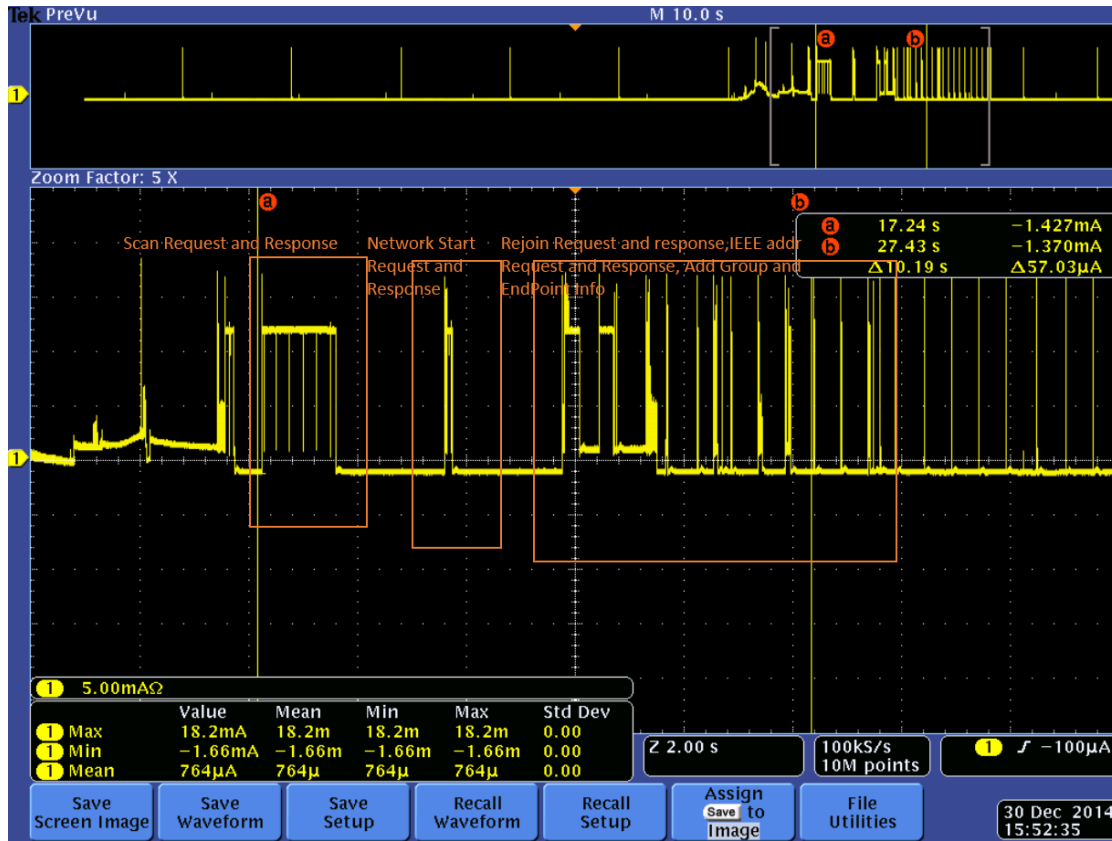 Tek PreVu
M 10.0 s
a
b
1
Zoom Factor: 5 X
a
b
a 17.24 s −1.427mA
b 27.43 s −1.370mA
Δ10.19 s Δ57.03µA
Scan Request and Response
Network Start
Request and
Response
Rejoin Request and response,IEEE addr
Request and Response, Add Group and
EndPoint Info
1
1 5.00mAΩ
Value Mean Min Max Std Dev
1 Max 18.2mA 18.2m 18.2m 18.2m 0.00
1 Min −1.66mA −1.66m −1.66m −1.66m 0.00
1 Mean 764µA 764µ 764µ 764µ 0.00
Z 2.00 s
100kS/s
10M points
1 −100µA
Save
Screen Image
Save
Waveform
Save
Setup
Recall
Waveform
Recall
Setup
Assign
Save to
Image
File
Utilities
30 Dec 2014
15:52:35